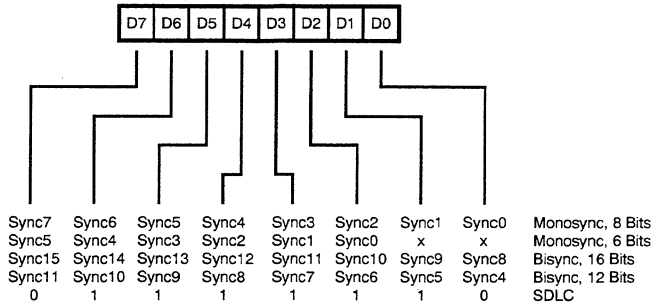 D7 D6 D5 D4 D3 D2 D1 D0
Sync7 Sync6 Sync5 Sync4 Sync3 Sync2 Sync1 Sync0 Monosync, 8 Bits
Sync5 Sync4 Sync3 Sync2 Sync1 Sync0 x x Monosync, 6 Bits
Sync15 Sync14 Sync13 Sync12 Sync11 Sync10 Sync9 Sync8 Bisync, 16 Bits
Sync11 Sync10 Sync9 Sync8 Sync7 Sync6 Sync5 Sync4 Bisync, 12 Bits
0 1 1 1 1 1 1 0 SDLC